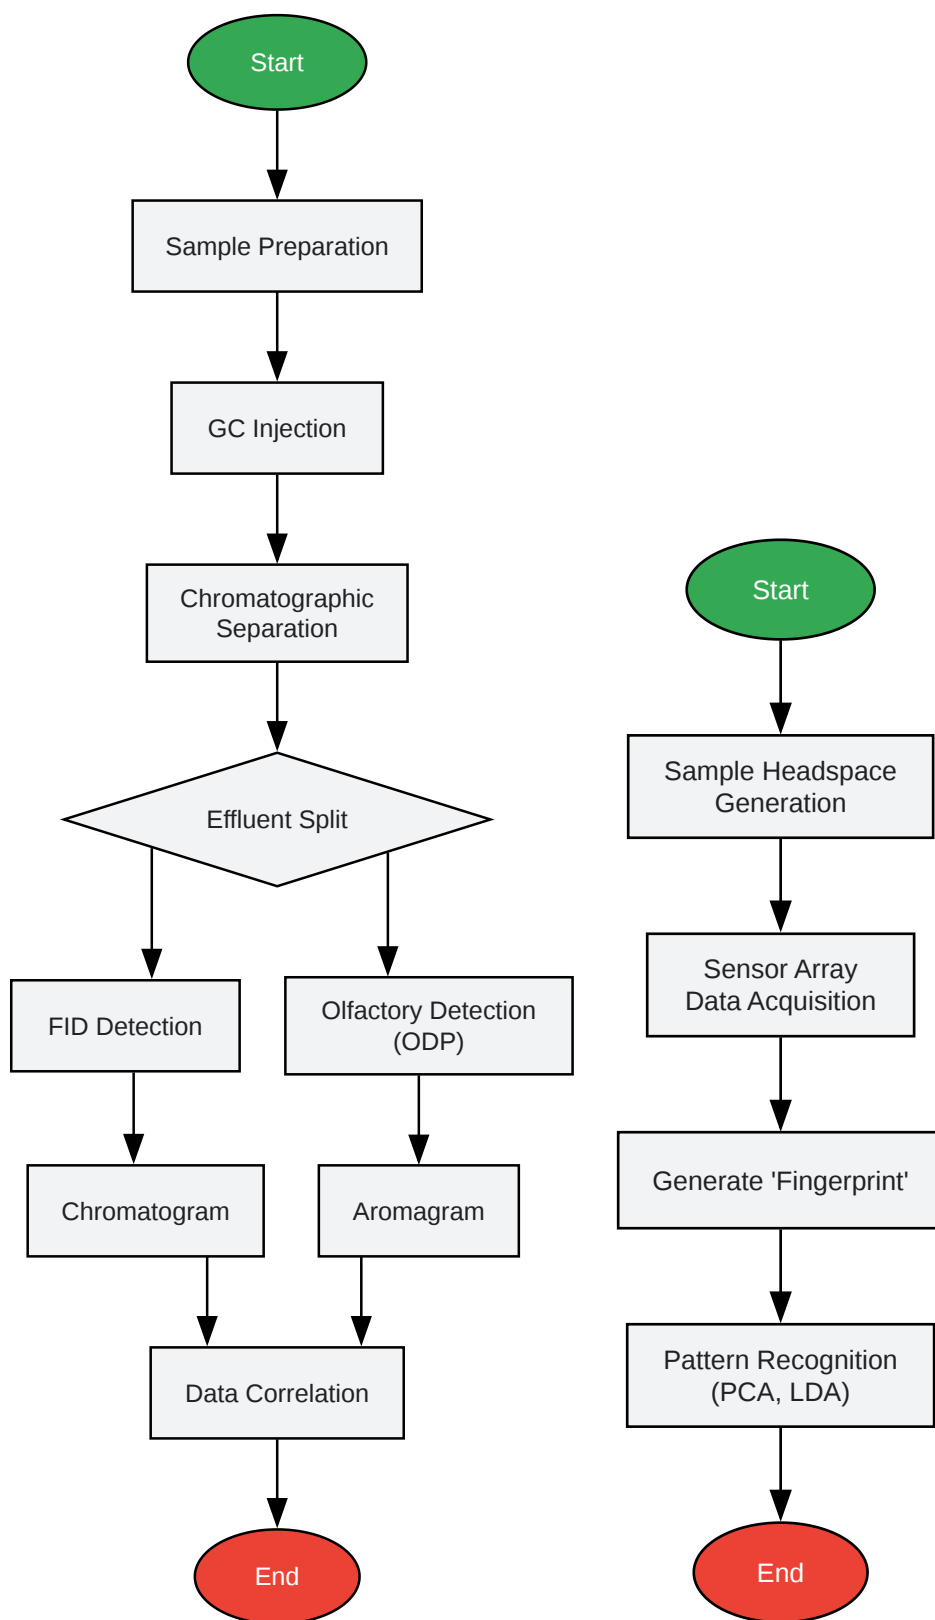 Start
Sample Preparation
GC Injection
Chromatographic
Separation
Effluent Split
FID Detection
Olfactory Detection
(ODP)
Chromatogram
Aromagram
Data Correlation
End
Start
Sample Headspace
Generation
Sensor Array
Data Acquisition
Generate 'Fingerprint'
Pattern Recognition
(PCA, LDA)
End